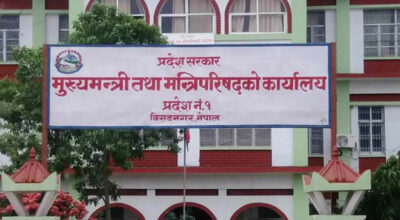 प्रदेश सरकार
मुख्यमन्त्री तथा मन्त्रिपरिषद्को कार्यालय
प्रदेश नं. १
बिराटनगर, नेपाल